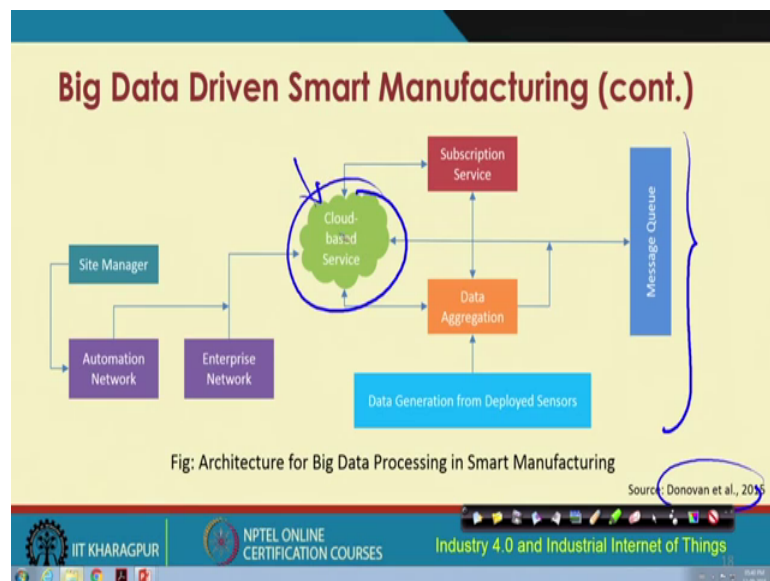 Big Data Driven Smart Manufacturing (cont.)
Subscription
Service
Cloud-
based
Service
Message Queue
Site Manager
Data
Aggregation
Automation
Network
Enterprise
Network
Data Generation from Deployed Sensors
Fig: Architecture for Big Data Processing in Smart Manufacturing
Source: Donovan et al., 2015
IIT KHARAGPUR
NPTEL ONLINE
CERTIFICATION COURSES
Industry 4.0 and Industrial Internet of Things
18